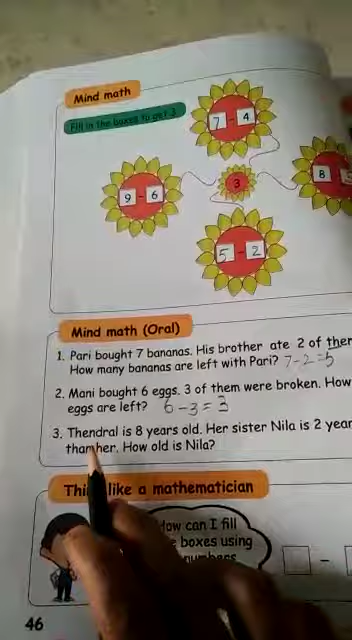 Mind math
Fill in the boxes to get 3
7 - 4
9 - 6
3
8
5 - 2
Mind math (Oral)
1. Pari bought 7 bananas. His brother ate 2 of
How many bananas are left with Pari? 7-2=5
2. Mani bought 6 eggs. 3 of them were broken. How
eggs are left? 6-3=3
3. Thendral is 8 years old. Her sister Nila is 2
than her. How old is Nila?
Think like a mathematician
How can I fill
boxes using
numbers
-
46